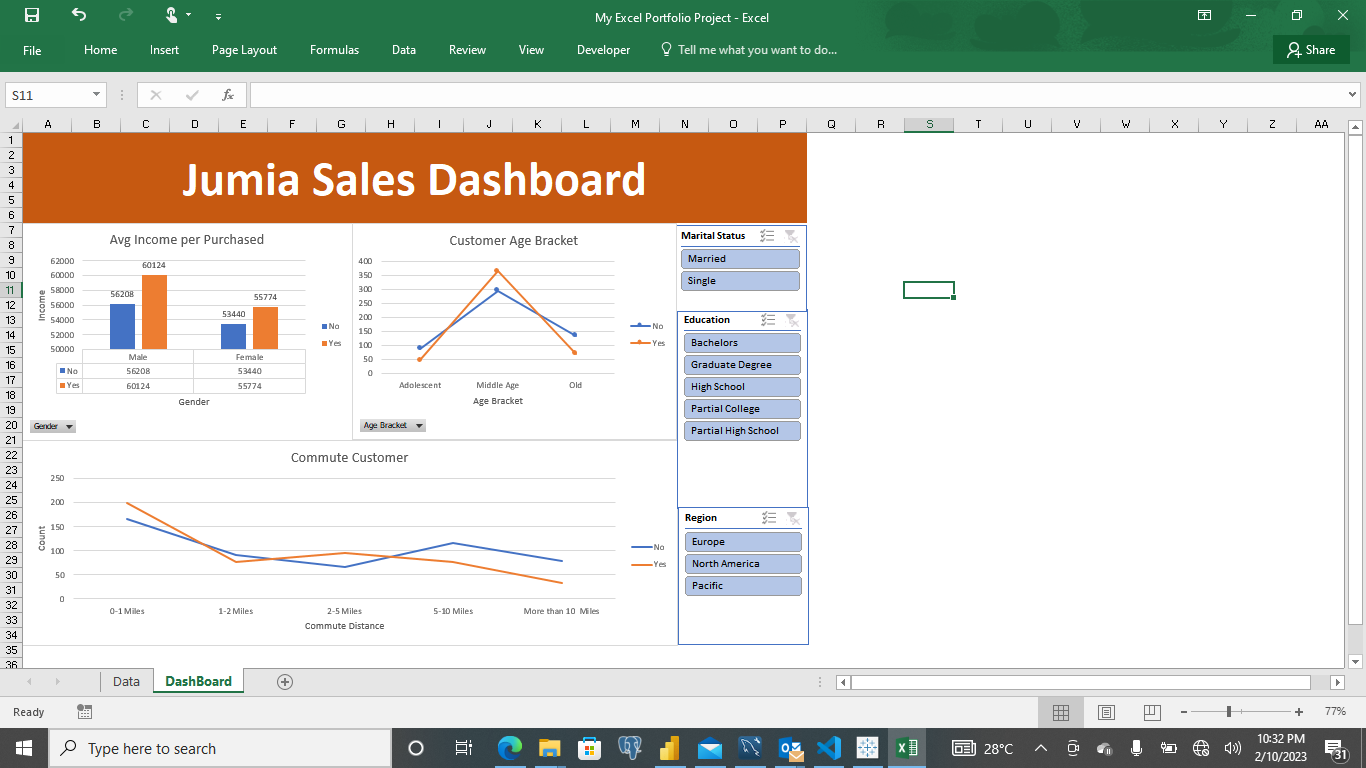 My Excel Portfolio Project - Excel
File Home Insert Page Layout Formulas Data Review View Developer Tell me what you want to do... Share
S11 fx
A B C D E F G H I J K L M N O P Q R S T U V W X Y Z AA
1
2
3
4
5
6
7
8
9
10
11
12
13
14
15
16
17
18
19
20
21
22
23
24
25
26
27
28
29
30
31
32
33
34
35
36
Jumia Sales Dashboard
Avg Income per Purchased
Income
62000
60000
58000
56000
54000
52000
50000
56208
60124
53440
55774
Male Female
No 56208 53440
Yes 60124 55774
Gender
No
Yes
Gender
Customer Age Bracket
400
350
300
250
200
150
100
50
0
Adolescent Middle Age Old
Age Bracket
No
Yes
Age Bracket
Marital Status
Married
Single
Education
Bachelors
Graduate Degree
High School
Partial College
Partial High School
Region
Europe
North America
Pacific
Commute Customer
Count
250
200
150
100
50
0
0-1 Miles 1-2 Miles 2-5 Miles 5-10 Miles More than 10 Miles
Commute Distance
No
Yes
Data DashBoard
Ready 77%
Type here to search
28°C
10:32 PM
2/10/2023
31